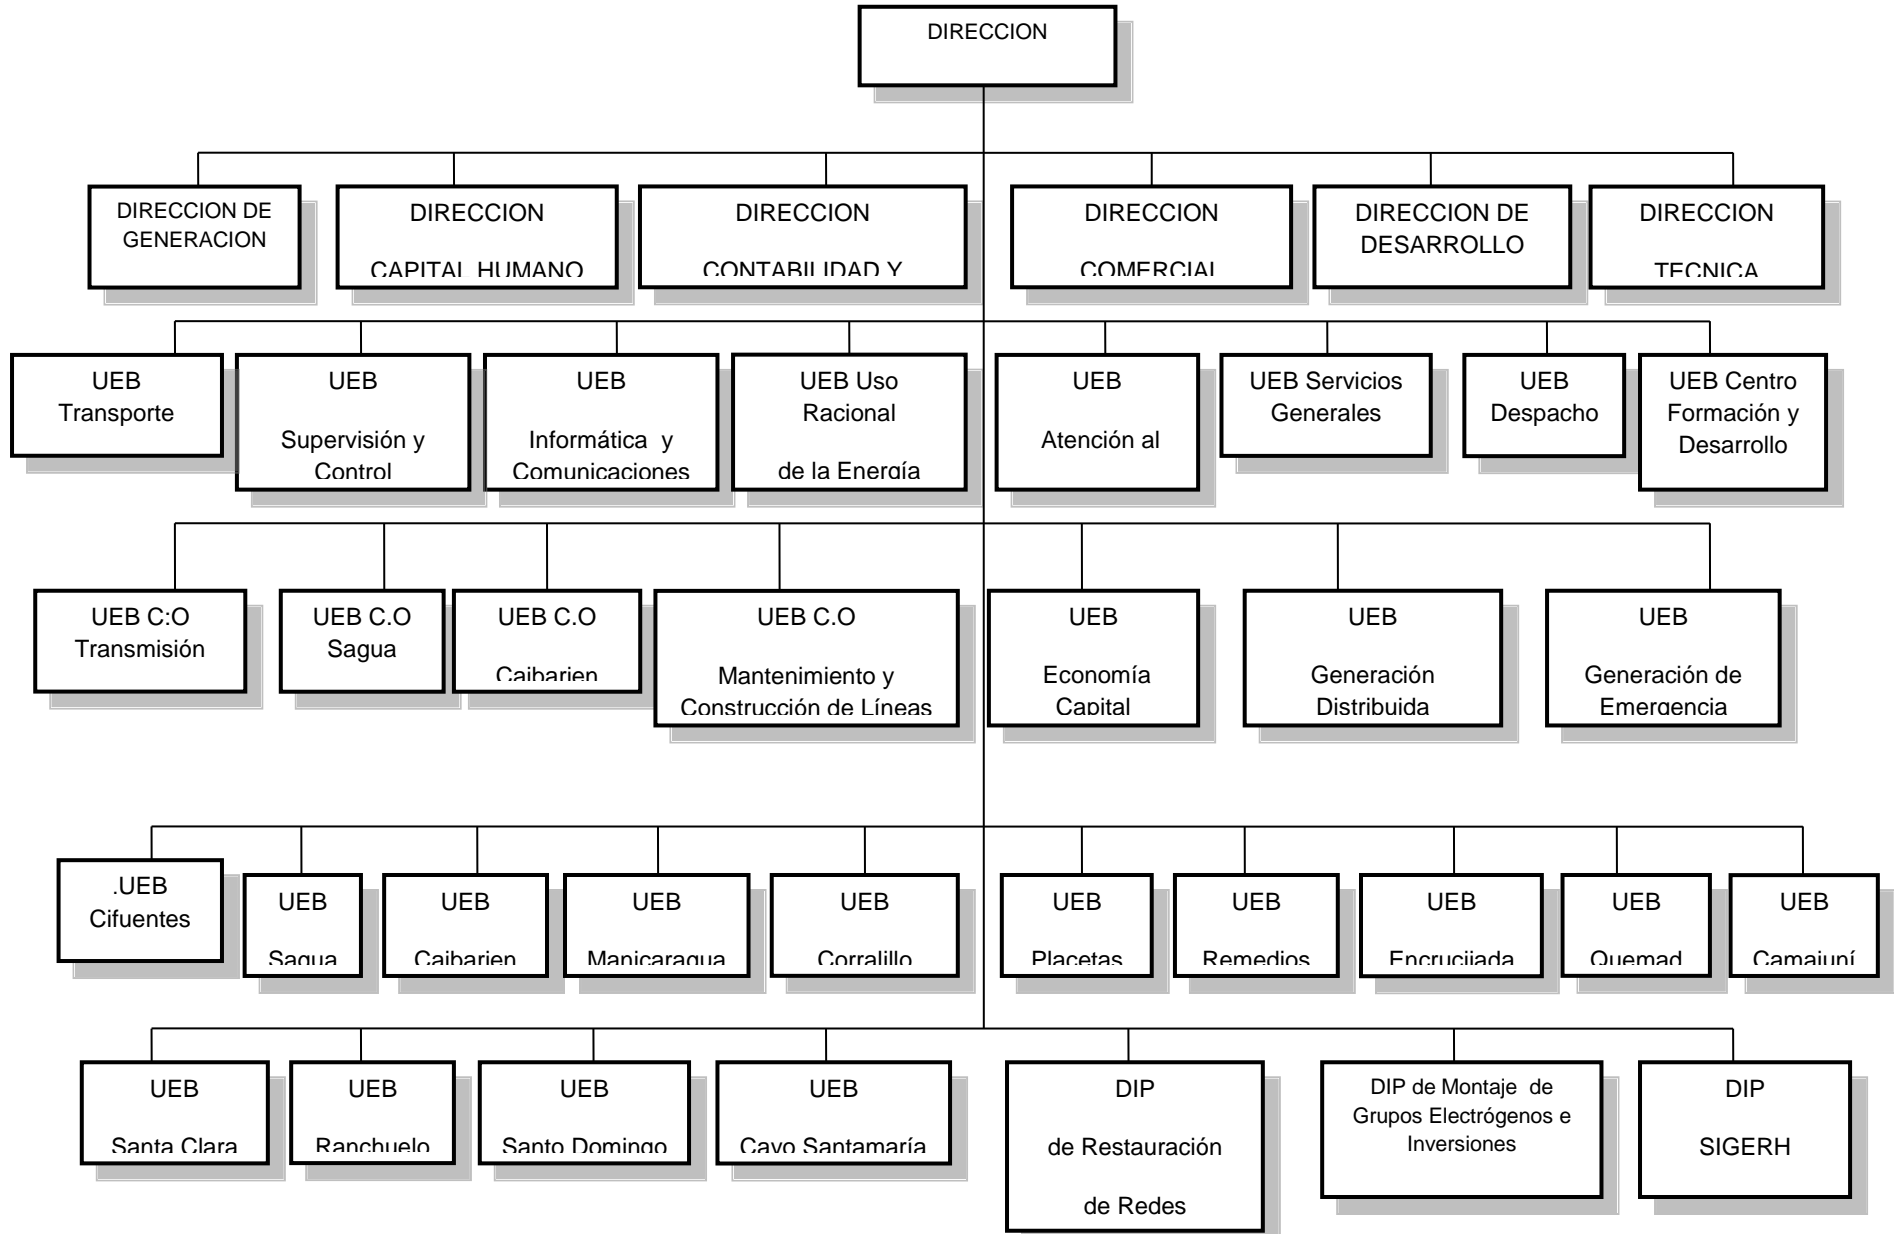 DIRECCION
DIRECCION DE
GENERACION
DIRECCION
CAPITAL HUMANO
DIRECCION
CONTABILIDAD Y
DIRECCION
COMERCIAL
DIRECCION DE
DESARROLLO
DIRECCION
TECNICA
UEB
Transporte
UEB
Supervisión y
Control
UEB
Informática y
Comunicaciones
UEB Uso
Racional
de la Energía
UEB
Atención al
UEB Servicios
Generales
UEB
Despacho
UEB Centro
Formación y
Desarrollo
UEB C:O
Transmisión
UEB C.O
Sagua
UEB C.O
Caibarien
UEB C.O
Mantenimiento y
Construcción de Líneas
UEB
Economía
Capital
UEB
Generación
Distribuida
UEB
Generación de
Emergencia
.UEB
Cifuentes
UEB
Sagua
UEB
Caibarien
UEB
Manicaragua
UEB
Corralillo
UEB
Placetas
UEB
Remedios
UEB
Encrucijada
UEB
Quemad
UEB
Camajuní
UEB
Santa Clara
UEB
Ranchuelo
UEB
Santo Domingo
UEB
Cayo Santamaría
DIP
de Restauración
de Redes
DIP de Montaje de
Grupos Electrógenos e
Inversiones
DIP
SIGERH